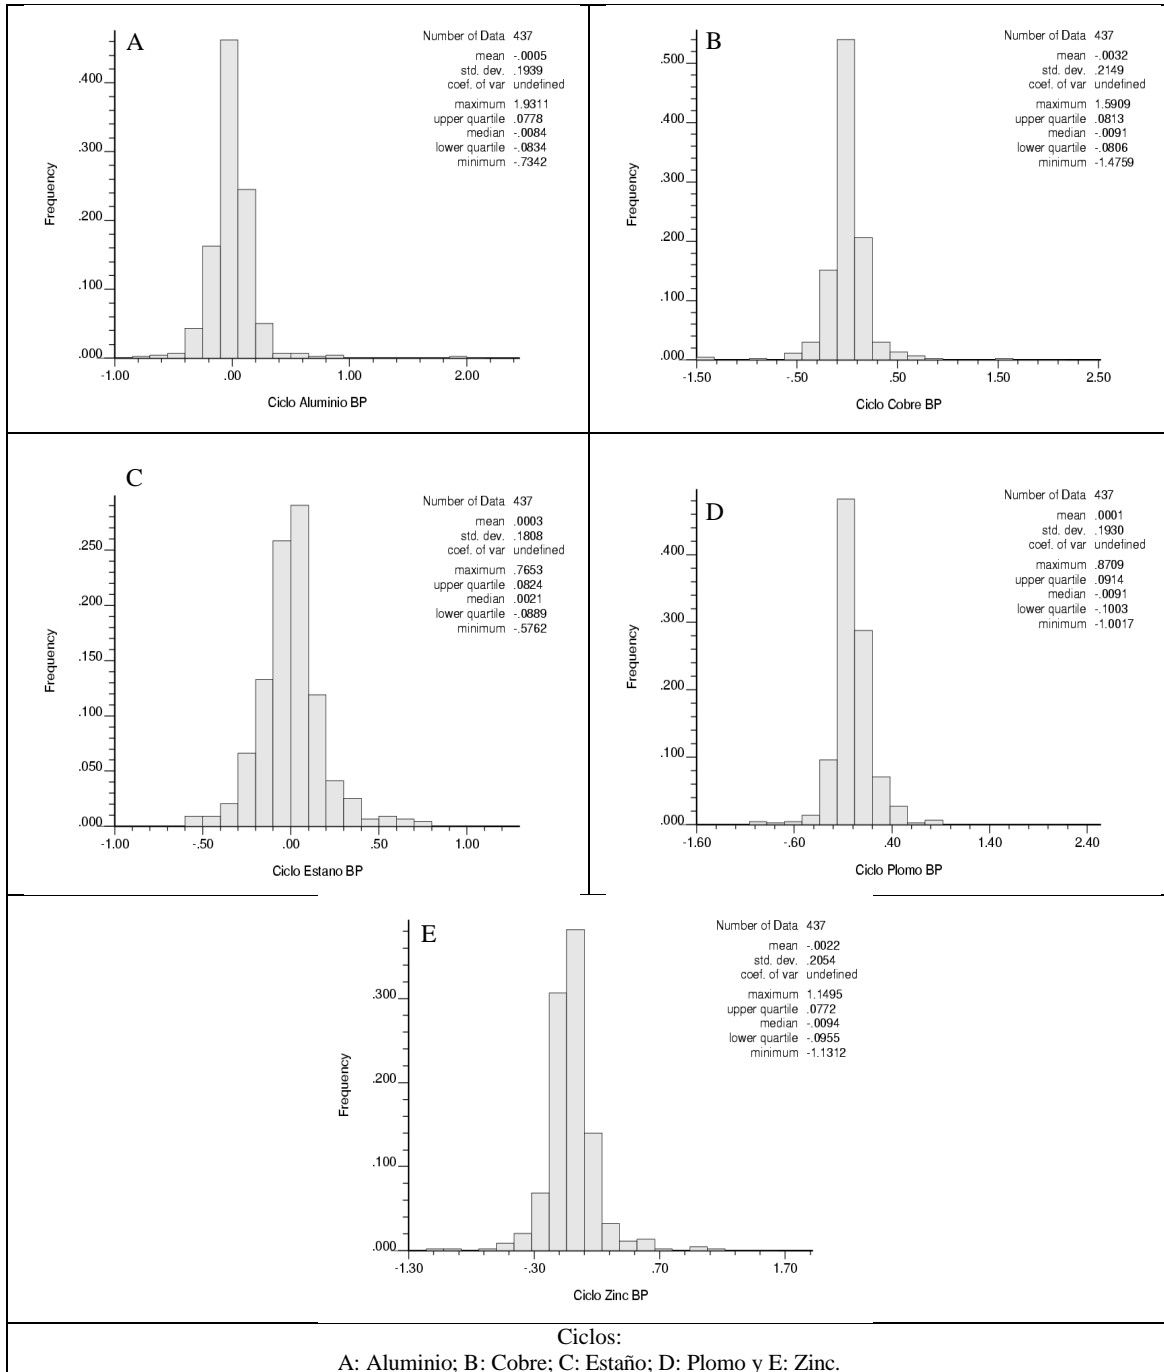 A
Number of Data 437
mean -.0005
std. dev. .1939
coef. of var undefined
maximum 1.9311
upper quartile .0778
median -.0084
lower quartile -.0834
minimum -.7342
Frequency
.400
.300
.200
.100
.000
-1.00 .00 1.00 2.00
Ciclo Aluminio BP
B
Number of Data 437
mean -.0032
std. dev. .2149
coef. of var undefined
maximum 1.5909
upper quartile .0813
median -.0091
lower quartile -.0806
minimum -1.4759
Frequency
.500
.400
.300
.200
.100
.000
-1.50 -.50 .50 1.50 2.50
Ciclo Cobre BP
C
Number of Data 437
mean .0003
std. dev. .1808
coef. of var undefined
maximum .7653
upper quartile .0824
median .0021
lower quartile -.0889
minimum -.5762
Frequency
.250
.200
.150
.100
.050
.000
-1.00 -.50 .00 .50 1.00
Ciclo Estano BP
D
Number of Data 437
mean .0001
std. dev. .1930
coef. of var undefined
maximum .8709
upper quartile .0914
median -.0091
lower quartile -.1003
minimum -1.0017
Frequency
.400
.300
.200
.100
.000
-1.60 -.60 .40 1.40 2.40
Ciclo Plomo BP
E
Number of Data 437
mean -.0022
std. dev. .2054
coef. of var undefined
maximum 1.1495
upper quartile .0772
median -.0094
lower quartile -.0955
minimum -1.1312
Frequency
.300
.200
.100
.000
-1.30 -.30 .70 1.70
Ciclo Zinc BP
Ciclos:
A: Aluminio; B: Cobre; C: Estaño; D: Plomo y E: Zinc.